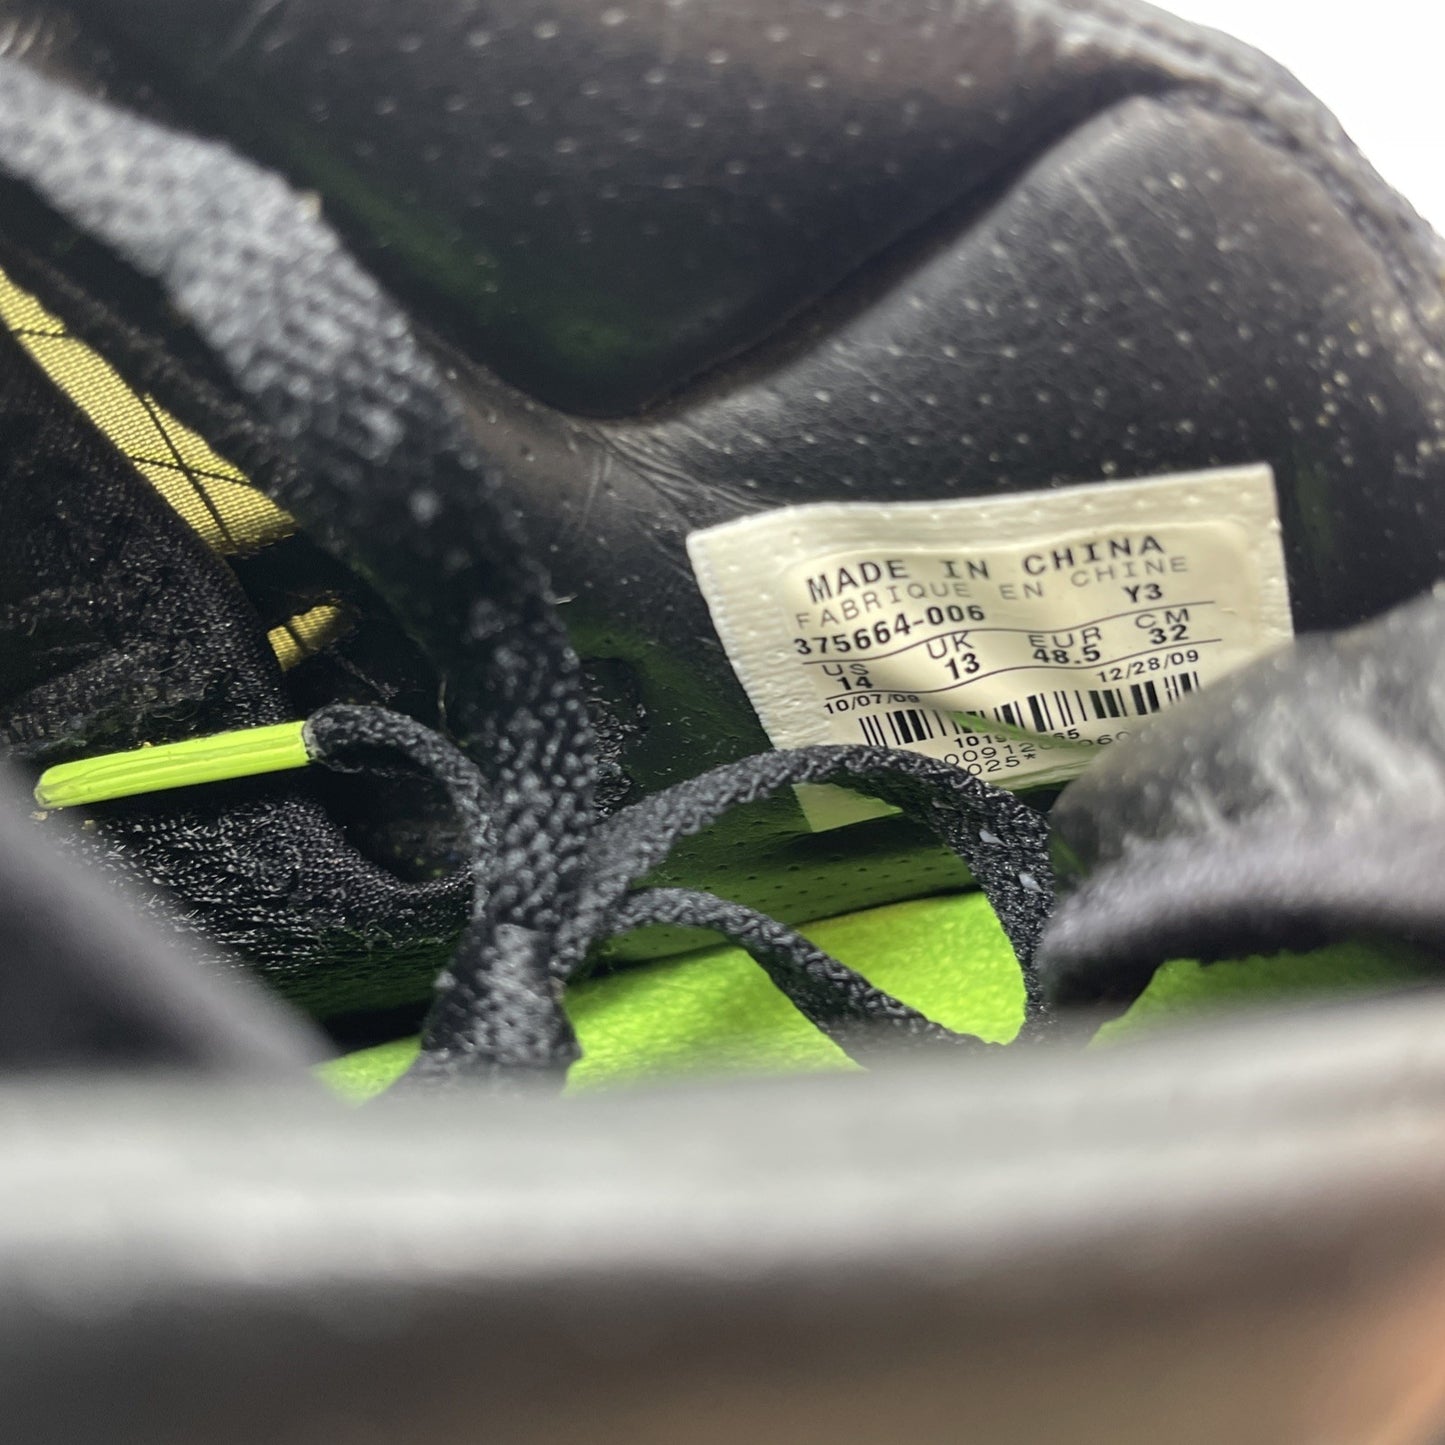 MADE IN CHINA
FABRIQUE EN CHINE
375664-006 Y3
US UK EUR CM
14 13 48.5 32
10/07/09 12/28/09
025*